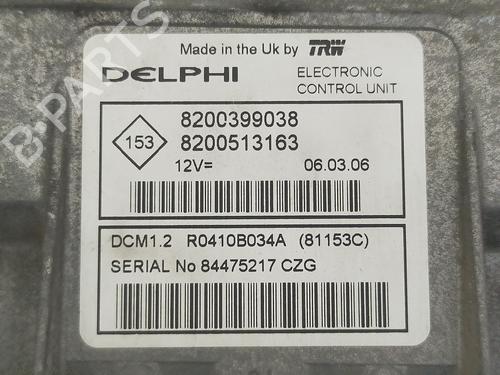 Made in the Uk by TRW
DELPHI
ELECTRONIC
CONTROL UNIT
153
8200399038
8200513163
12V=
06.03.06
DCM1.2 R0410B034A (81153C)
SERIAL No 84475217 CZG
B-PARTS